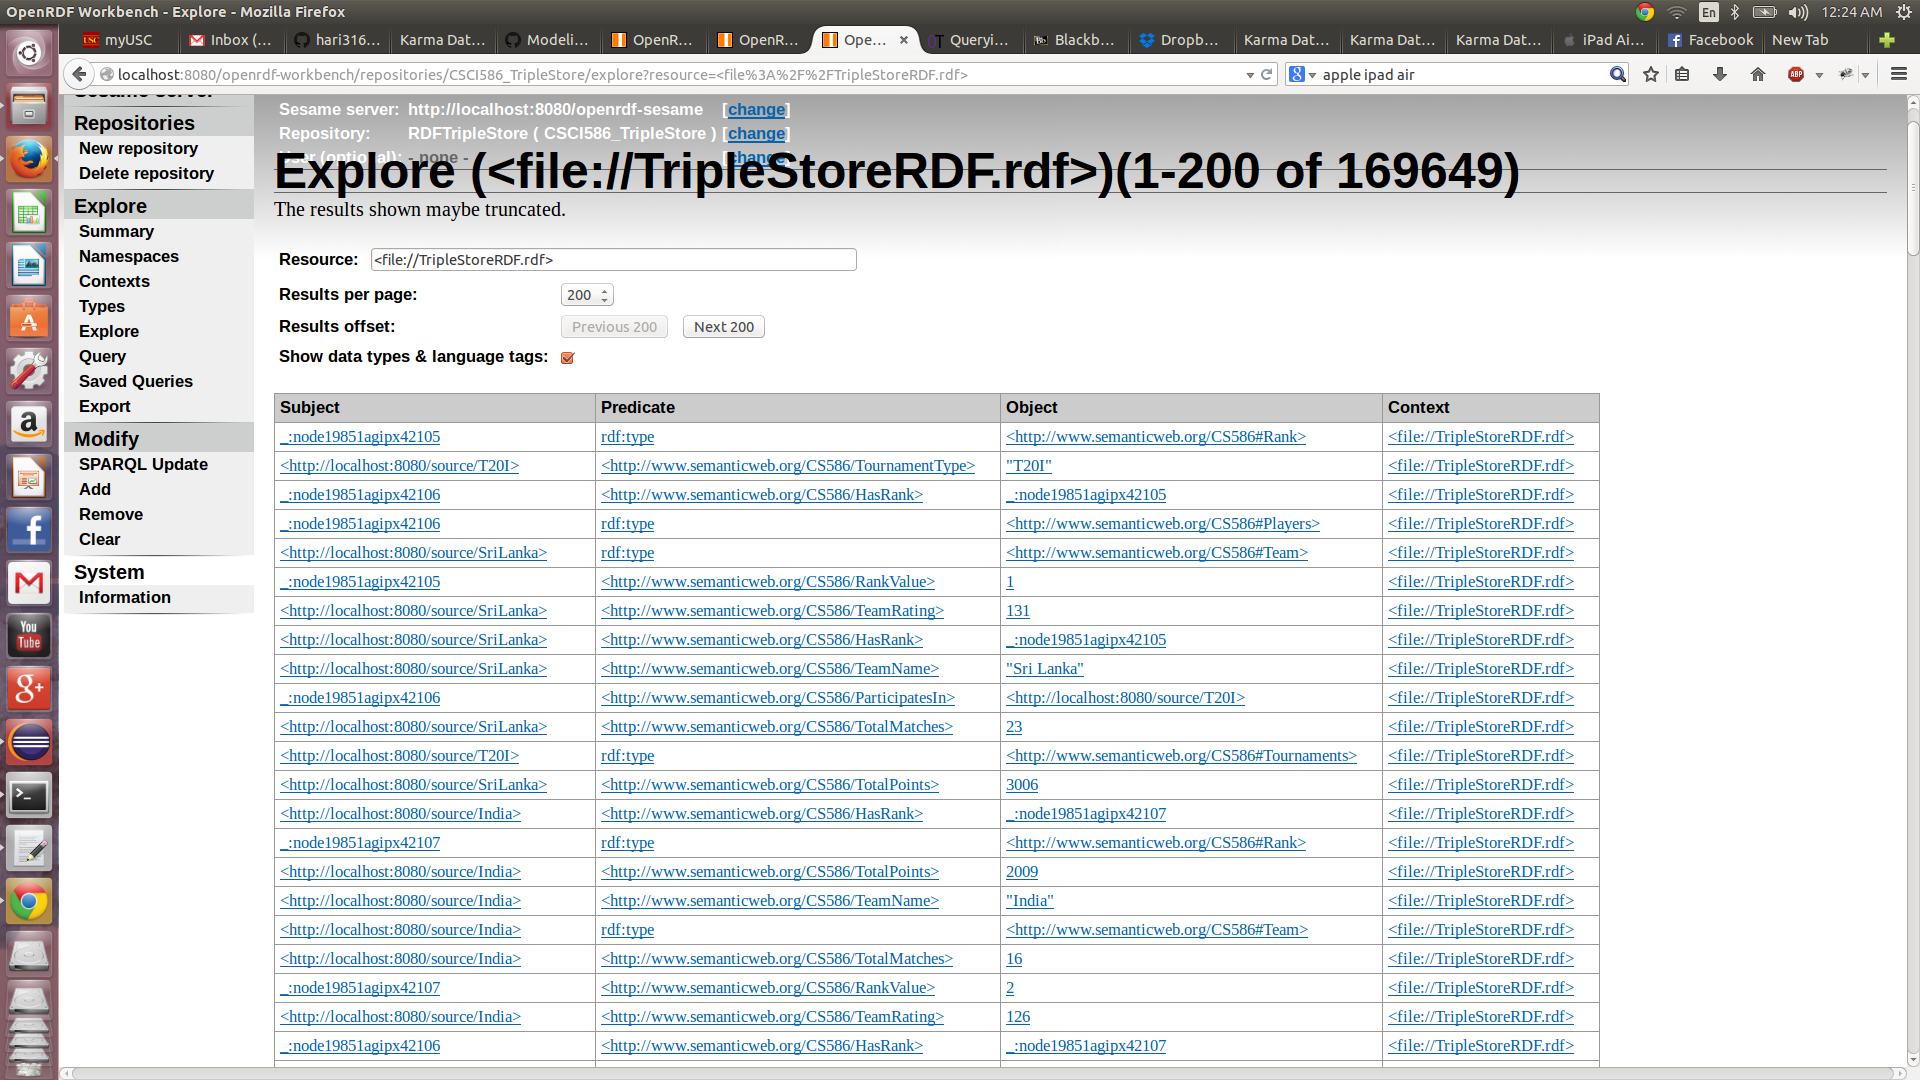 OpenRDF Workbench - Explore - Mozilla Firefox
En
12:24 AM
myUSC
Inbox (...
hari316...
Karma Dat...
Modeli...
OpenR...
OpenR...
Ope...
Queryi...
Blackb...
Dropb...
Karma Dat...
Karma Dat...
Karma Dat...
iPad Ai...
Facebook
New Tab
localhost:8080/openrdf-workbench/repositories/CSCI586_TripleStore/explore?resource=<file%3A%2F%2FTripleStoreRDF.rdf>
apple ipad air
ABP
Sesame server: http://localhost:8080/openrdf-sesame [change]
Repository: RDFTripleStore ( CSCI586_TripleStore ) [change]
User (optional): - none - [change]
Sesame server
Repositories
New repository
Delete repository
Explore
Summary
Namespaces
Contexts
Types
Explore
Query
Saved Queries
Export
Modify
SPARQL Update
Add
Remove
Clear
System
Information
You
Tube
Explore (<file://TripleStoreRDF.rdf>)(1-200 of 169649)
The results shown maybe truncated.
Resource: <file://TripleStoreRDF.rdf>
Results per page: 200
Results offset: Previous 200 Next 200
Show data types & language tags:
Subject Predicate Object Context
_:node19851agipx42105 rdf:type <http://www.semanticweb.org/CS586#Rank> <file://TripleStoreRDF.rdf>
<http://localhost:8080/source/T20I> <http://www.semanticweb.org/CS586/TournamentType> "T20I" <file://TripleStoreRDF.rdf>
_:node19851agipx42106 <http://www.semanticweb.org/CS586/HasRank> _:node19851agipx42105 <file://TripleStoreRDF.rdf>
_:node19851agipx42106 rdf:type <http://www.semanticweb.org/CS586#Players> <file://TripleStoreRDF.rdf>
<http://localhost:8080/source/SriLanka> rdf:type <http://www.semanticweb.org/CS586#Team> <file://TripleStoreRDF.rdf>
_:node19851agipx42105 <http://www.semanticweb.org/CS586/RankValue> 1 <file://TripleStoreRDF.rdf>
<http://localhost:8080/source/SriLanka> <http://www.semanticweb.org/CS586/TeamRating> 131 <file://TripleStoreRDF.rdf>
<http://localhost:8080/source/SriLanka> <http://www.semanticweb.org/CS586/HasRank> _:node19851agipx42105 <file://TripleStoreRDF.rdf>
<http://localhost:8080/source/SriLanka> <http://www.semanticweb.org/CS586/TeamName> "Sri Lanka" <file://TripleStoreRDF.rdf>
_:node19851agipx42106 <http://www.semanticweb.org/CS586/ParticipatesIn> <http://localhost:8080/source/T20I> <file://TripleStoreRDF.rdf>
<http://localhost:8080/source/SriLanka> <http://www.semanticweb.org/CS586/TotalMatches> 23 <file://TripleStoreRDF.rdf>
<http://localhost:8080/source/T20I> rdf:type <http://www.semanticweb.org/CS586#Tournaments> <file://TripleStoreRDF.rdf>
<http://localhost:8080/source/SriLanka> <http://www.semanticweb.org/CS586/TotalPoints> 3006 <file://TripleStoreRDF.rdf>
<http://localhost:8080/source/India> <http://www.semanticweb.org/CS586/HasRank> _:node19851agipx42107 <file://TripleStoreRDF.rdf>
_:node19851agipx42107 rdf:type <http://www.semanticweb.org/CS586#Rank> <file://TripleStoreRDF.rdf>
<http://localhost:8080/source/India> <http://www.semanticweb.org/CS586/TotalPoints> 2009 <file://TripleStoreRDF.rdf>
<http://localhost:8080/source/India> <http://www.semanticweb.org/CS586/TeamName> "India" <file://TripleStoreRDF.rdf>
<http://localhost:8080/source/India> rdf:type <http://www.semanticweb.org/CS586#Team> <file://TripleStoreRDF.rdf>
<http://localhost:8080/source/India> <http://www.semanticweb.org/CS586/TotalMatches> 16 <file://TripleStoreRDF.rdf>
_:node19851agipx42107 <http://www.semanticweb.org/CS586/RankValue> 2 <file://TripleStoreRDF.rdf>
<http://localhost:8080/source/India> <http://www.semanticweb.org/CS586/TeamRating> 126 <file://TripleStoreRDF.rdf>
_:node19851agipx42106 <http://www.semanticweb.org/CS586/HasRank> _:node19851agipx42107 <file://TripleStoreRDF.rdf>